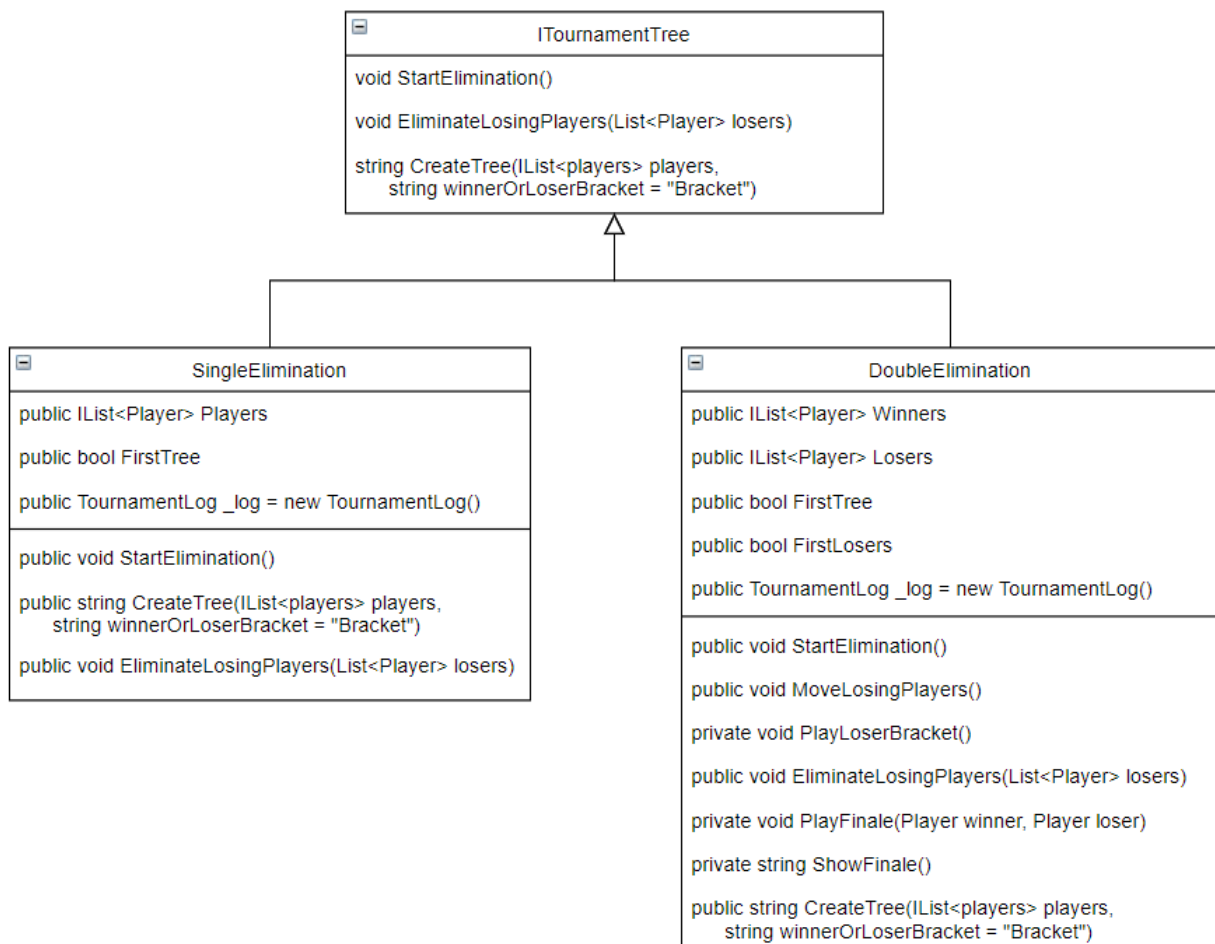 ITournamentTree
void StartElimination()
void EliminateLosingPlayers(List<Player> losers)
string CreateTree(IList<players> players,
string winnerOrLoserBracket = "Bracket")
SingleElimination
public IList<Player> Players
public bool FirstTree
public TournamentLog _log = new TournamentLog()
public void StartElimination()
public string CreateTree(IList<players> players,
string winnerOrLoserBracket = "Bracket")
public void EliminateLosingPlayers(List<Player> losers)
DoubleElimination
public IList<Player> Winners
public IList<Player> Losers
public bool FirstTree
public bool FirstLosers
public TournamentLog _log = new TournamentLog()
public void StartElimination()
public void MoveLosingPlayers()
private void PlayLoserBracket()
public void EliminateLosingPlayers(List<Player> losers)
private void PlayFinale(Player winner, Player loser)
private string ShowFinale()
public string CreateTree(IList<players> players,
string winnerOrLoserBracket = "Bracket")